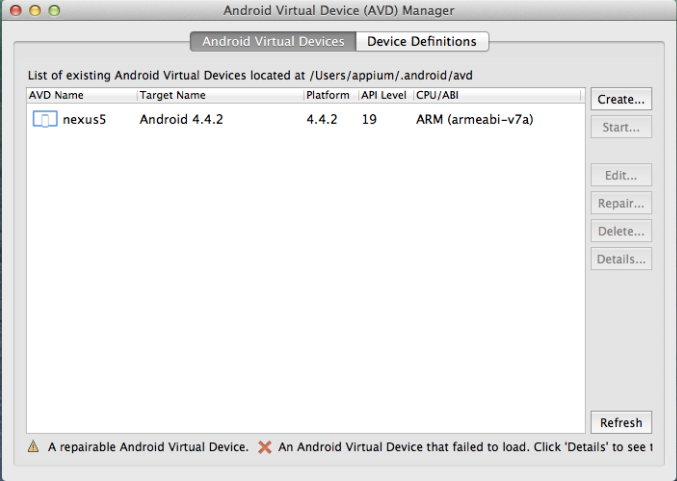 Android Virtual Device (AVD) Manager
Android Virtual Devices Device Definitions
List of existing Android Virtual Devices located at /Users/appium/.android/avd
AVD Name Target Name Platform API Level CPU/ABI
nexus5 Android 4.4.2 4.4.2 19 ARM (armeabi-v7a)
Create...
Start...
Edit...
Repair...
Delete...
Details...
Refresh
A repairable Android Virtual Device. An Android Virtual Device that failed to load. Click 'Details' to see t